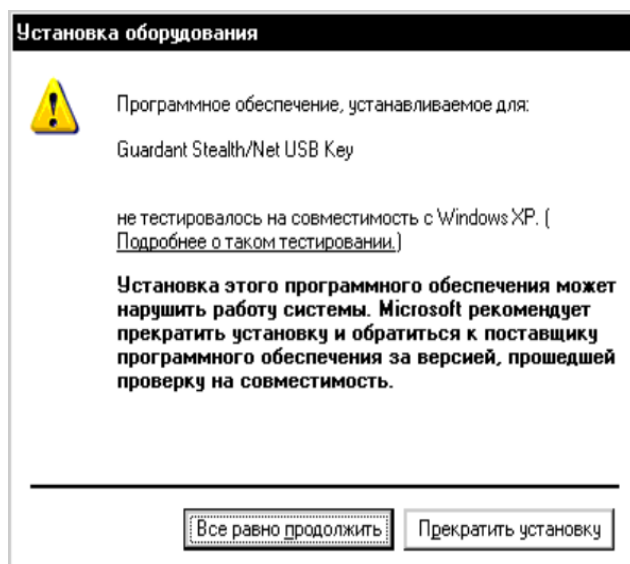 Установка оборудования
Программное обеспечение, устанавливаемое для:
Guardant Stealth/Net USB Key
не тестировалось на совместимость с Windows XP. (
Подробнее о таком тестировании.)
Установка этого программного обеспечения может
нарушить работу системы. Microsoft рекомендует
прекратить установку и обратиться к поставщику
программного обеспечения за версией, прошедшей
проверку на совместимость.
Все равно продолжить
Прекратить установку